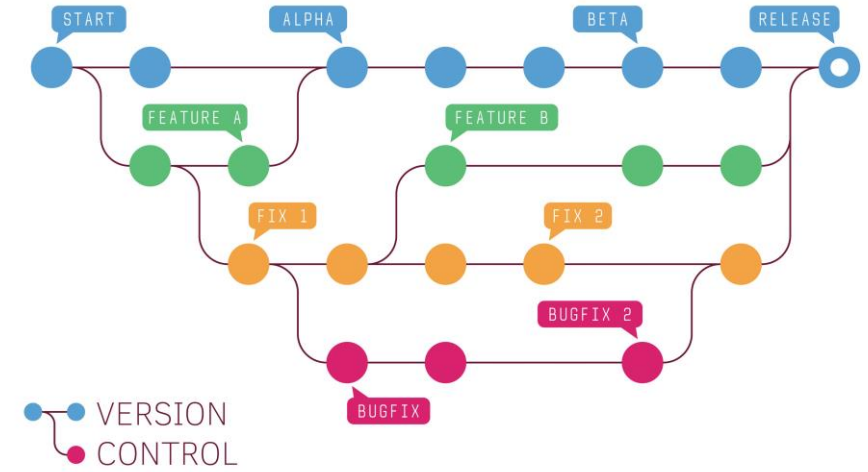 START
ALPHA
BETA
RELEASE
FEATURE A
FEATURE B
FIX 1
FIX 2
BUGFIX 2
BUGFIX
VERSION
CONTROL